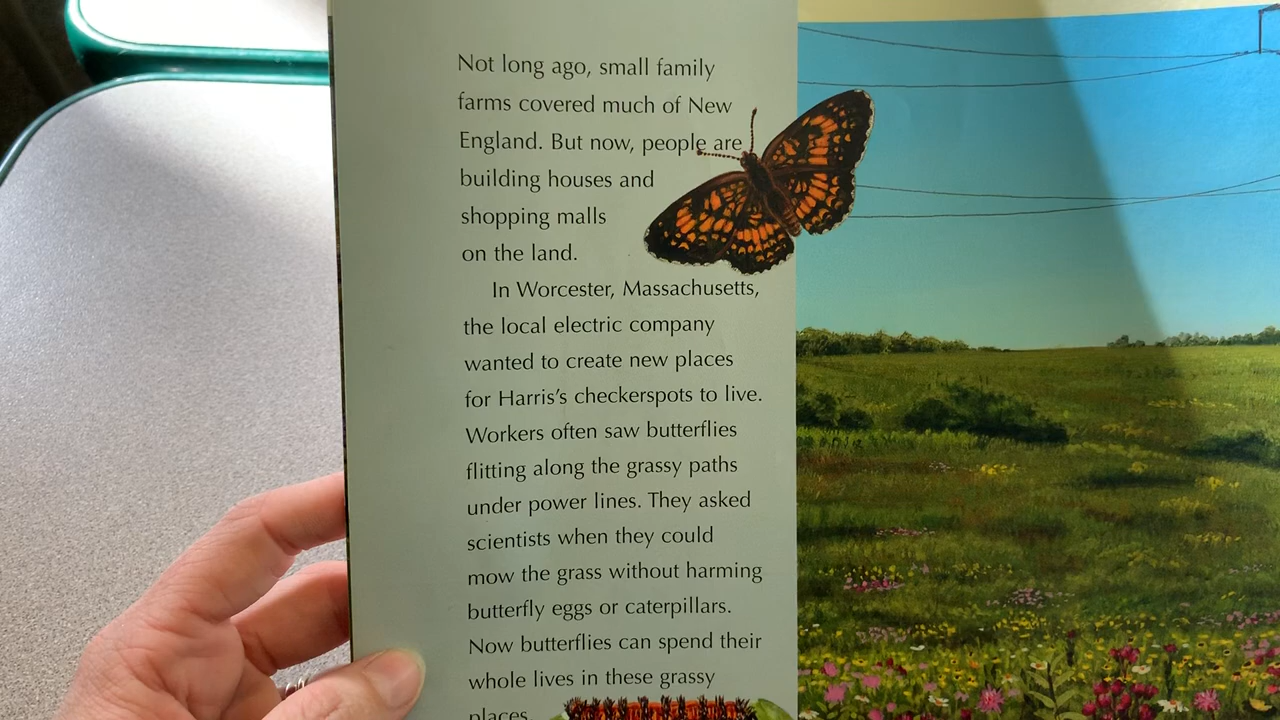 Not long ago, small family
farms covered much of New
England. But now, people are
building houses and
shopping malls
on the land.
In Worcester, Massachusetts,
the local electric company
wanted to create new places
for Harris's checkerspots to live.
Workers often saw butterflies
flitting along the grassy paths
under power lines. They asked
scientists when they could
mow the grass without harming
butterfly eggs or caterpillars.
Now butterflies can spend their
whole lives in these grassy
places.